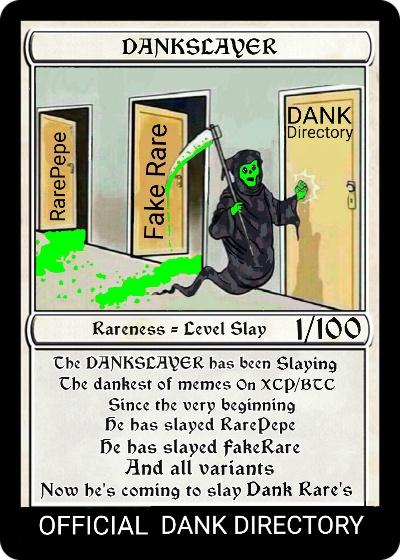 DANKSLAYER
RarePepe
Fake Rare
DANK
Directory
Rareness = Level Slay 1/100
The DANKSLAYER has been Slaying
The dankest of memes On XCP/BTC
Since the very beginning
He has slayed RarePepe
He has slayed FakeRare
And all variants
Now he's coming to slay Dank Rare's
OFFICIAL DANK DIRECTORY